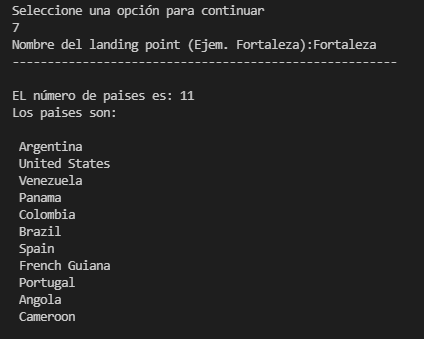 Seleccione una opción para continuar
7
Nombre del landing point (Ejem. Fortaleza):Fortaleza
-------------------------------------------------------
EL número de paises es: 11
Los paises son:
Argentina
United States
Venezuela
Panama
Colombia
Brazil
Spain
French Guiana
Portugal
Angola
Cameroon